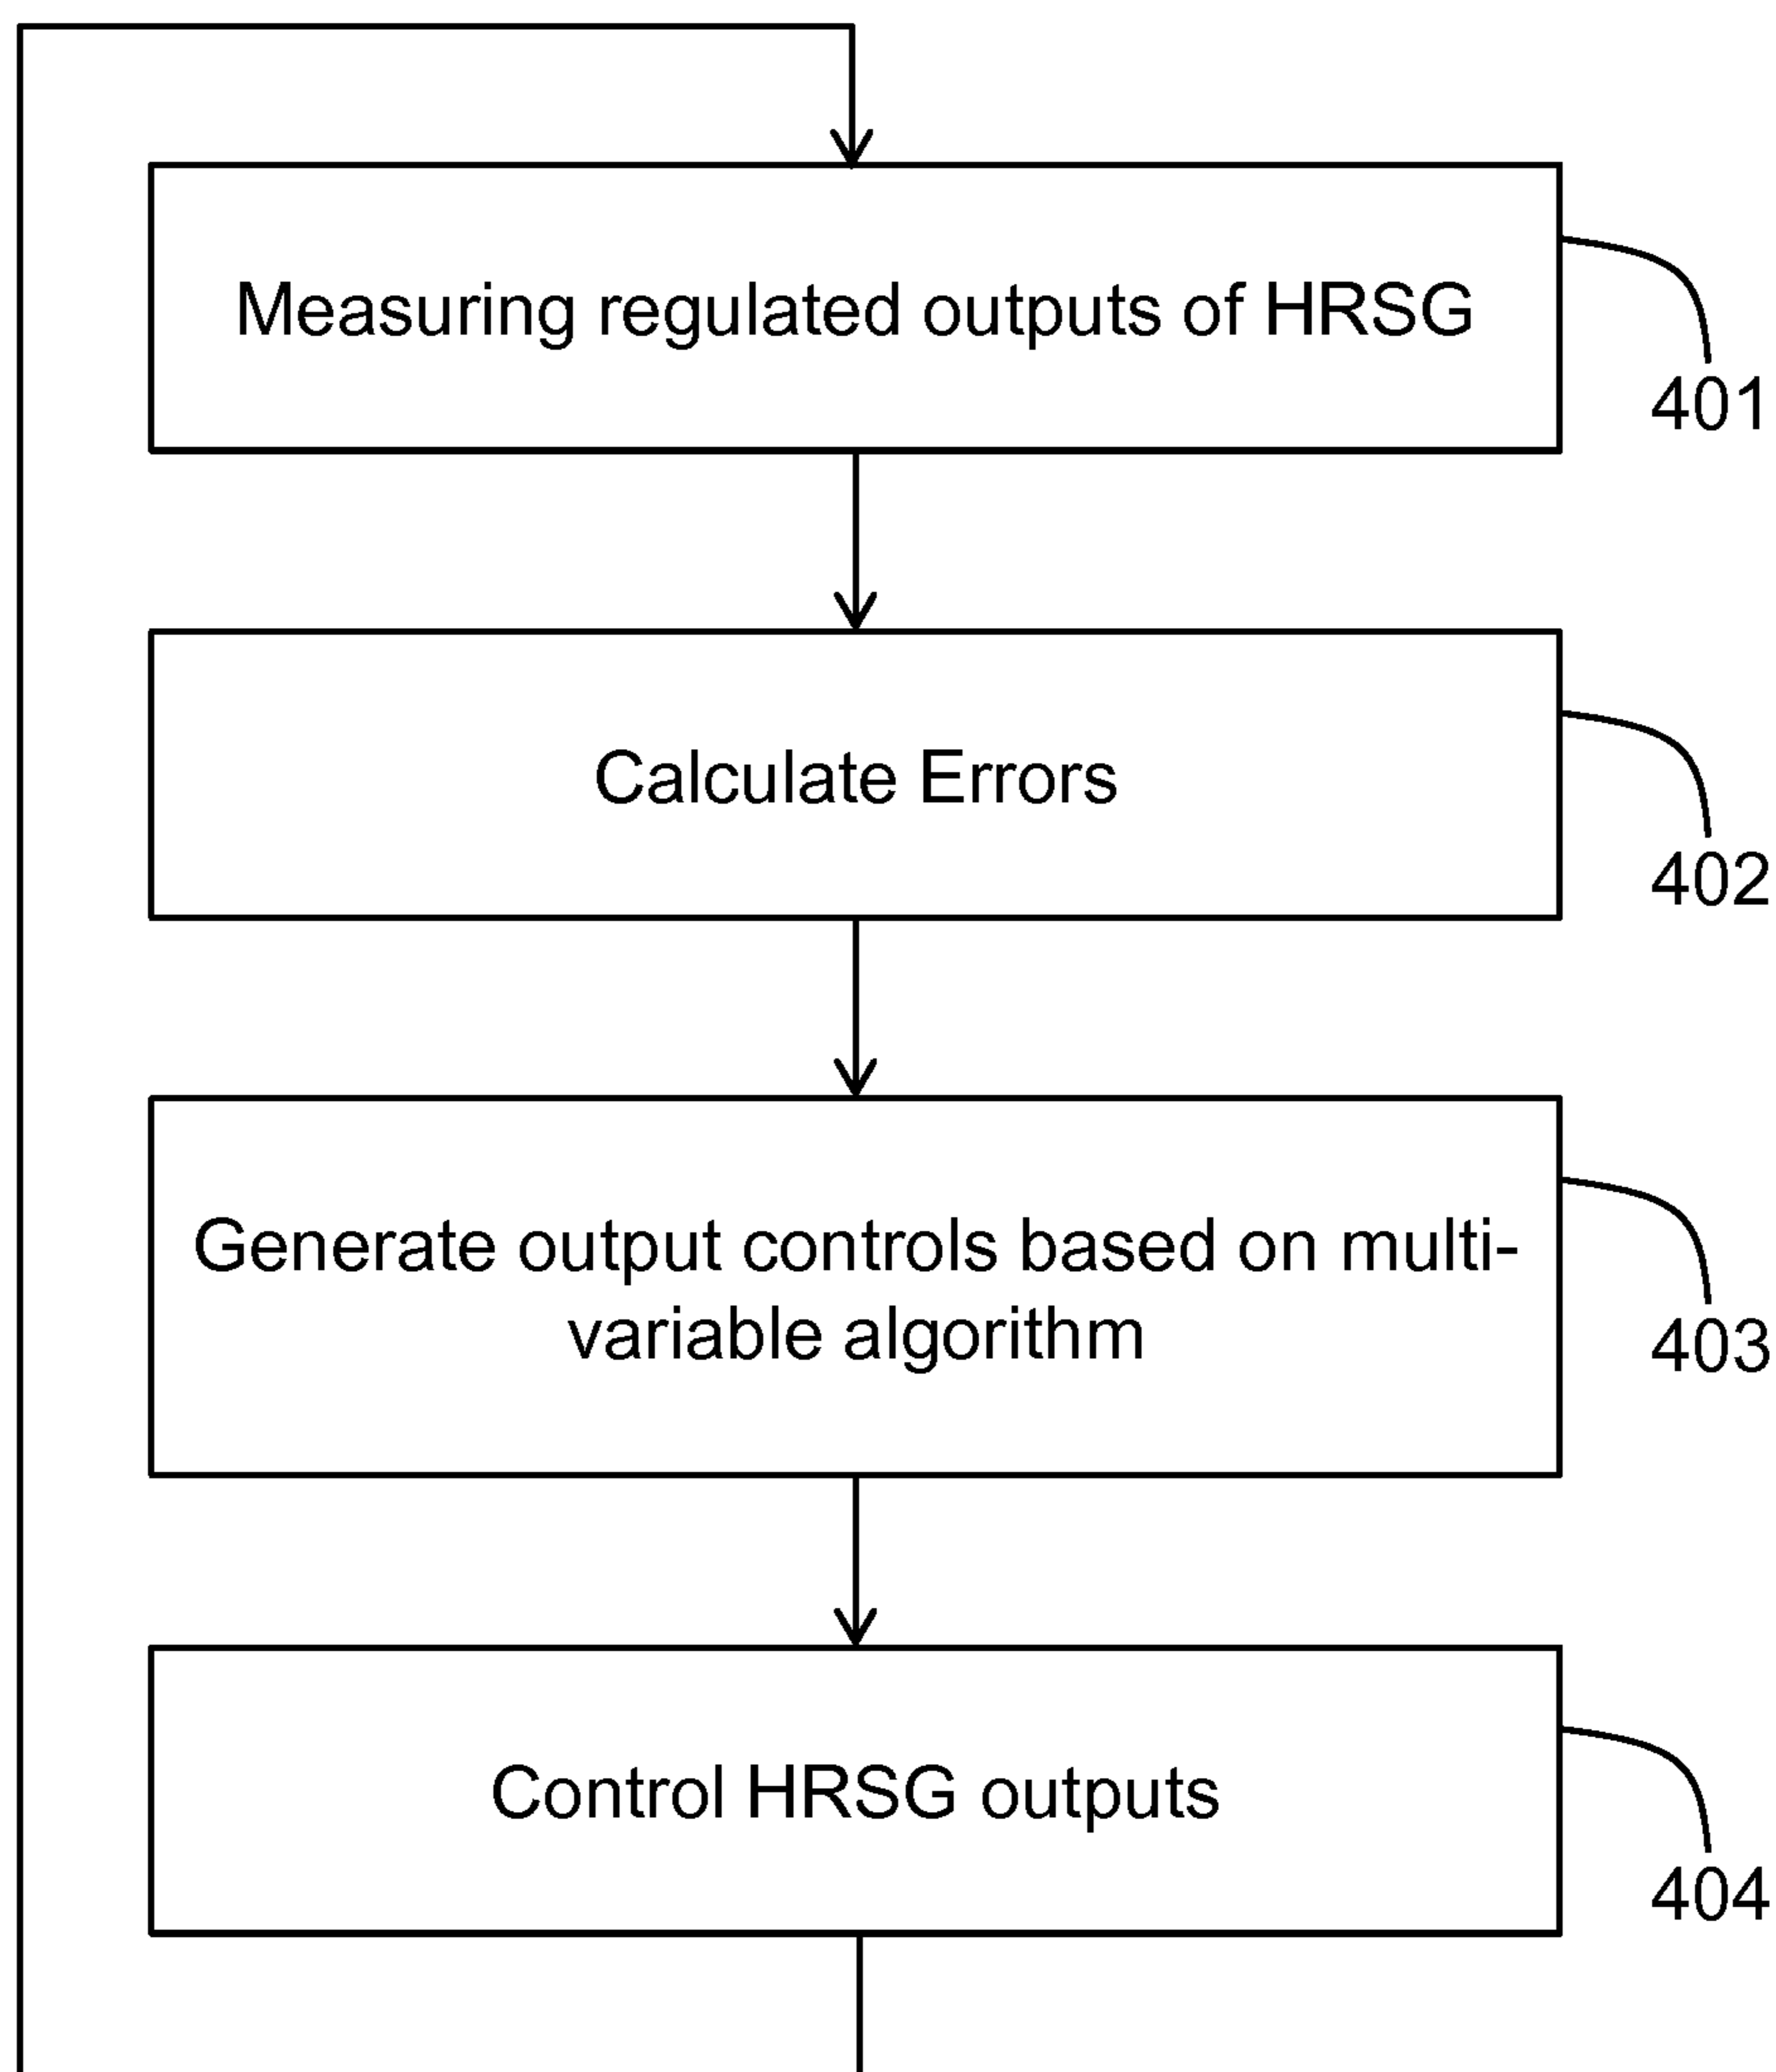 Measuring regulated outputs of HRSG
401
Calculate Errors
402
Generate output controls based on multi-
variable algorithm
403
Control HRSG outputs
404